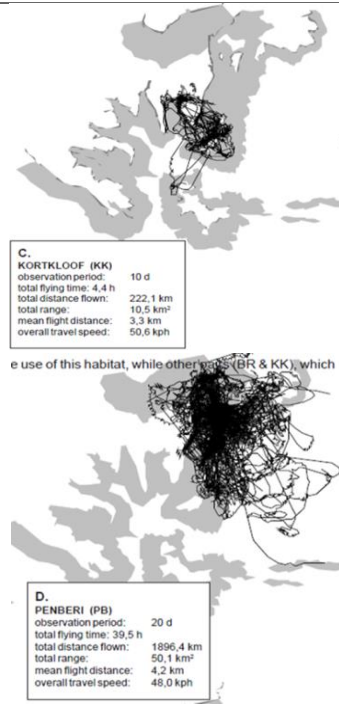 C.
KORTKLOOF (KK)
observation period: 10 d
total flying time: 4,4 h
total distance flown: 222,1 km
total range: 10,5 km²
mean flight distance: 3,3 km
overall travel speed: 50,6 kph
e use of this habitat, while other pairs (BR & KK), which
D.
PENBERI (PB)
observation period: 20 d
total flying time: 39,5 h
total distance flown: 1896,4 km
total range: 50,1 km²
mean flight distance: 4,2 km
overall travel speed: 48,0 kph